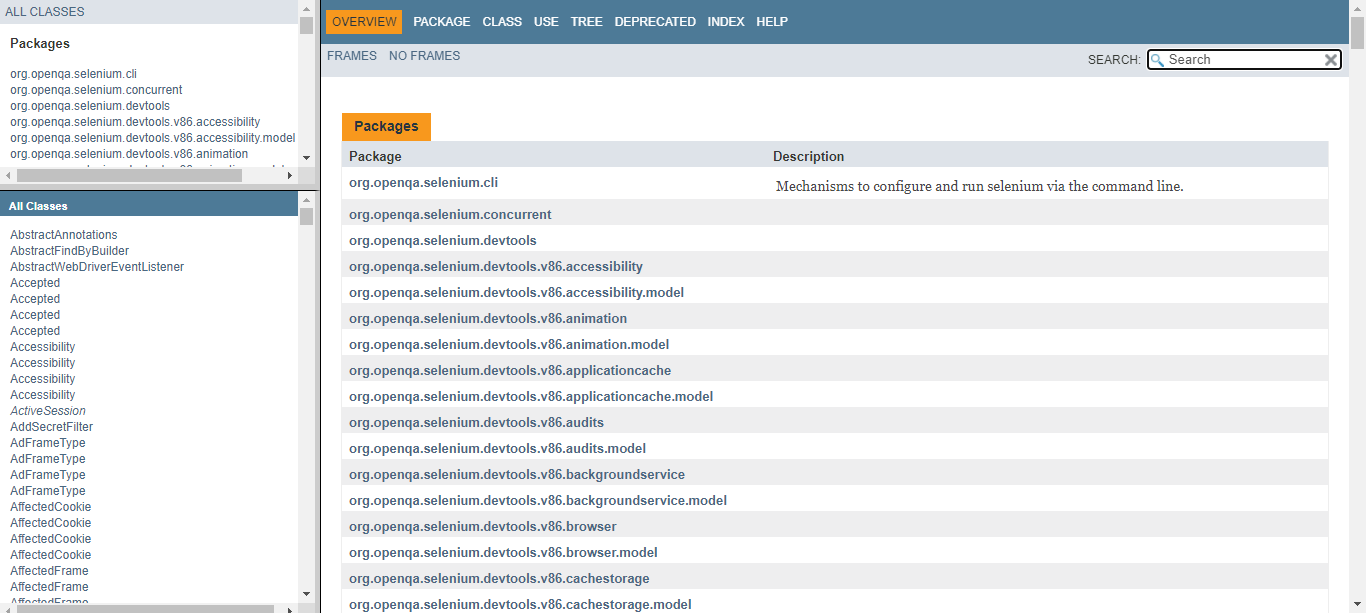 ALL CLASSES
Packages
org.openqa.selenium.cli
org.openqa.selenium.concurrent
org.openqa.selenium.devtools
org.openqa.selenium.devtools.v86.accessibility
org.openqa.selenium.devtools.v86.accessibility.model
org.openqa.selenium.devtools.v86.animation
All Classes
AbstractAnnotations
AbstractFindByBuilder
AbstractWebDriverEventListener
Accepted
Accepted
Accepted
Accepted
Accessibility
Accessibility
Accessibility
Accessibility
ActiveSession
AddSecretFilter
AdFrameType
AdFrameType
AdFrameType
AdFrameType
AffectedCookie
AffectedCookie
AffectedCookie
AffectedCookie
AffectedFrame
AffectedFrame
AffectedFrame
OVERVIEW PACKAGE CLASS USE TREE DEPRECATED INDEX HELP
FRAMES NO FRAMES SEARCH: Search
Packages
Package Description
org.openqa.selenium.cli Mechanisms to configure and run selenium via the command line.
org.openqa.selenium.concurrent
org.openqa.selenium.devtools
org.openqa.selenium.devtools.v86.accessibility
org.openqa.selenium.devtools.v86.accessibility.model
org.openqa.selenium.devtools.v86.animation
org.openqa.selenium.devtools.v86.animation.model
org.openqa.selenium.devtools.v86.applicationcache
org.openqa.selenium.devtools.v86.applicationcache.model
org.openqa.selenium.devtools.v86.audits
org.openqa.selenium.devtools.v86.audits.model
org.openqa.selenium.devtools.v86.backgroundservice
org.openqa.selenium.devtools.v86.backgroundservice.model
org.openqa.selenium.devtools.v86.browser
org.openqa.selenium.devtools.v86.browser.model
org.openqa.selenium.devtools.v86.cachestorage
org.openqa.selenium.devtools.v86.cachestorage.model